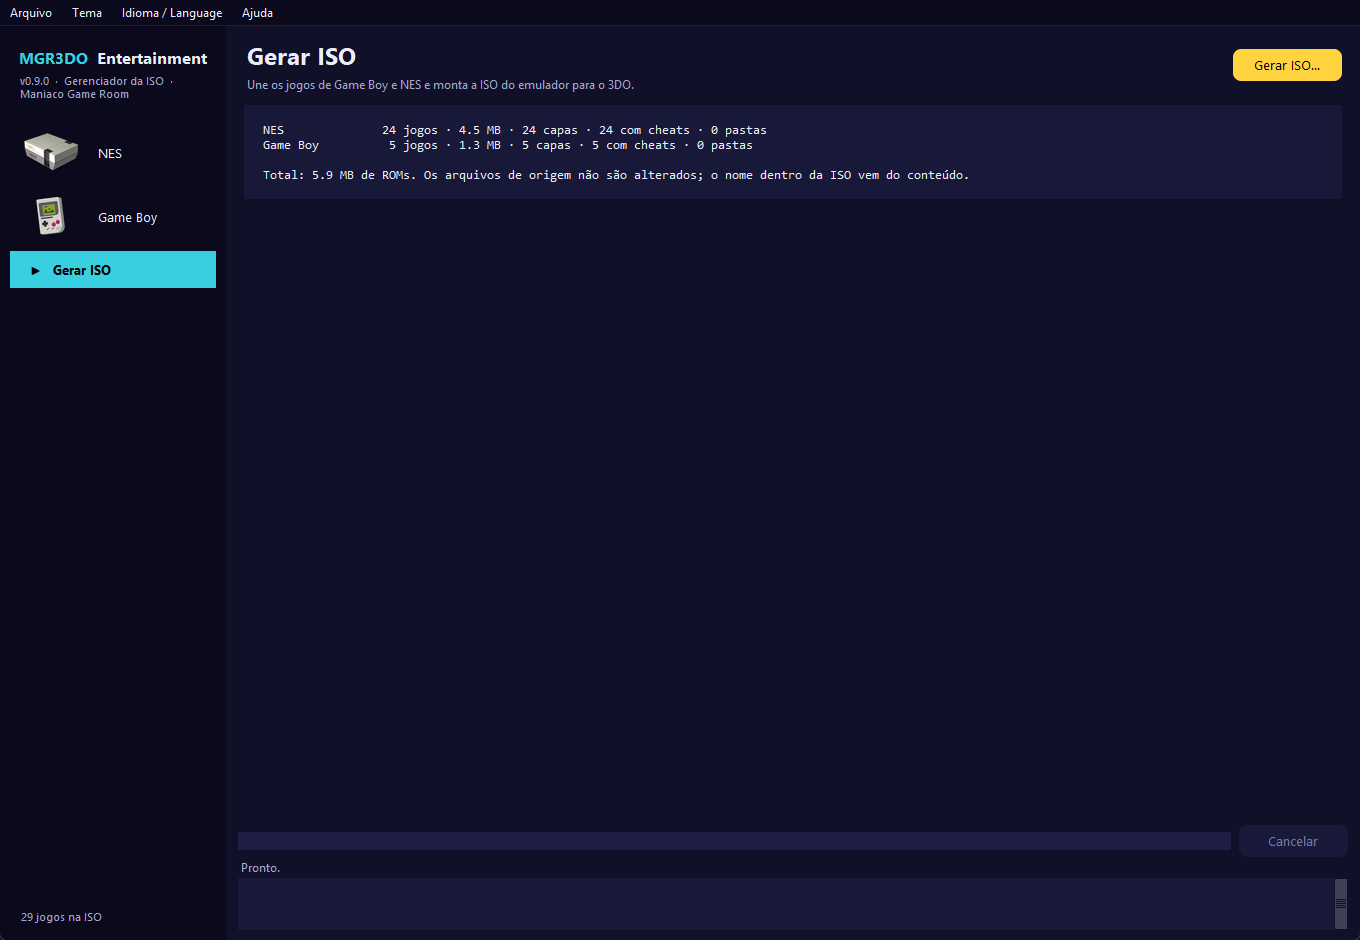 Arquivo Tema Idioma / Language Ajuda
MGR3DO Entertainment
v0.9.0 · Gerenciador da ISO ·
Maniaco Game Room
NES
Game Boy
▶ Gerar ISO
29 jogos na ISO
Gerar ISO
Une os jogos de Game Boy e NES e monta a ISO do emulador para o 3DO.
Gerar ISO...
NES 24 jogos · 4.5 MB · 24 capas · 24 com cheats · 0 pastas
Game Boy 5 jogos · 1.3 MB · 5 capas · 5 com cheats · 0 pastas
Total: 5.9 MB de ROMs. Os arquivos de origem não são alterados; o nome dentro da ISO vem do conteúdo.
Cancelar
Pronto.